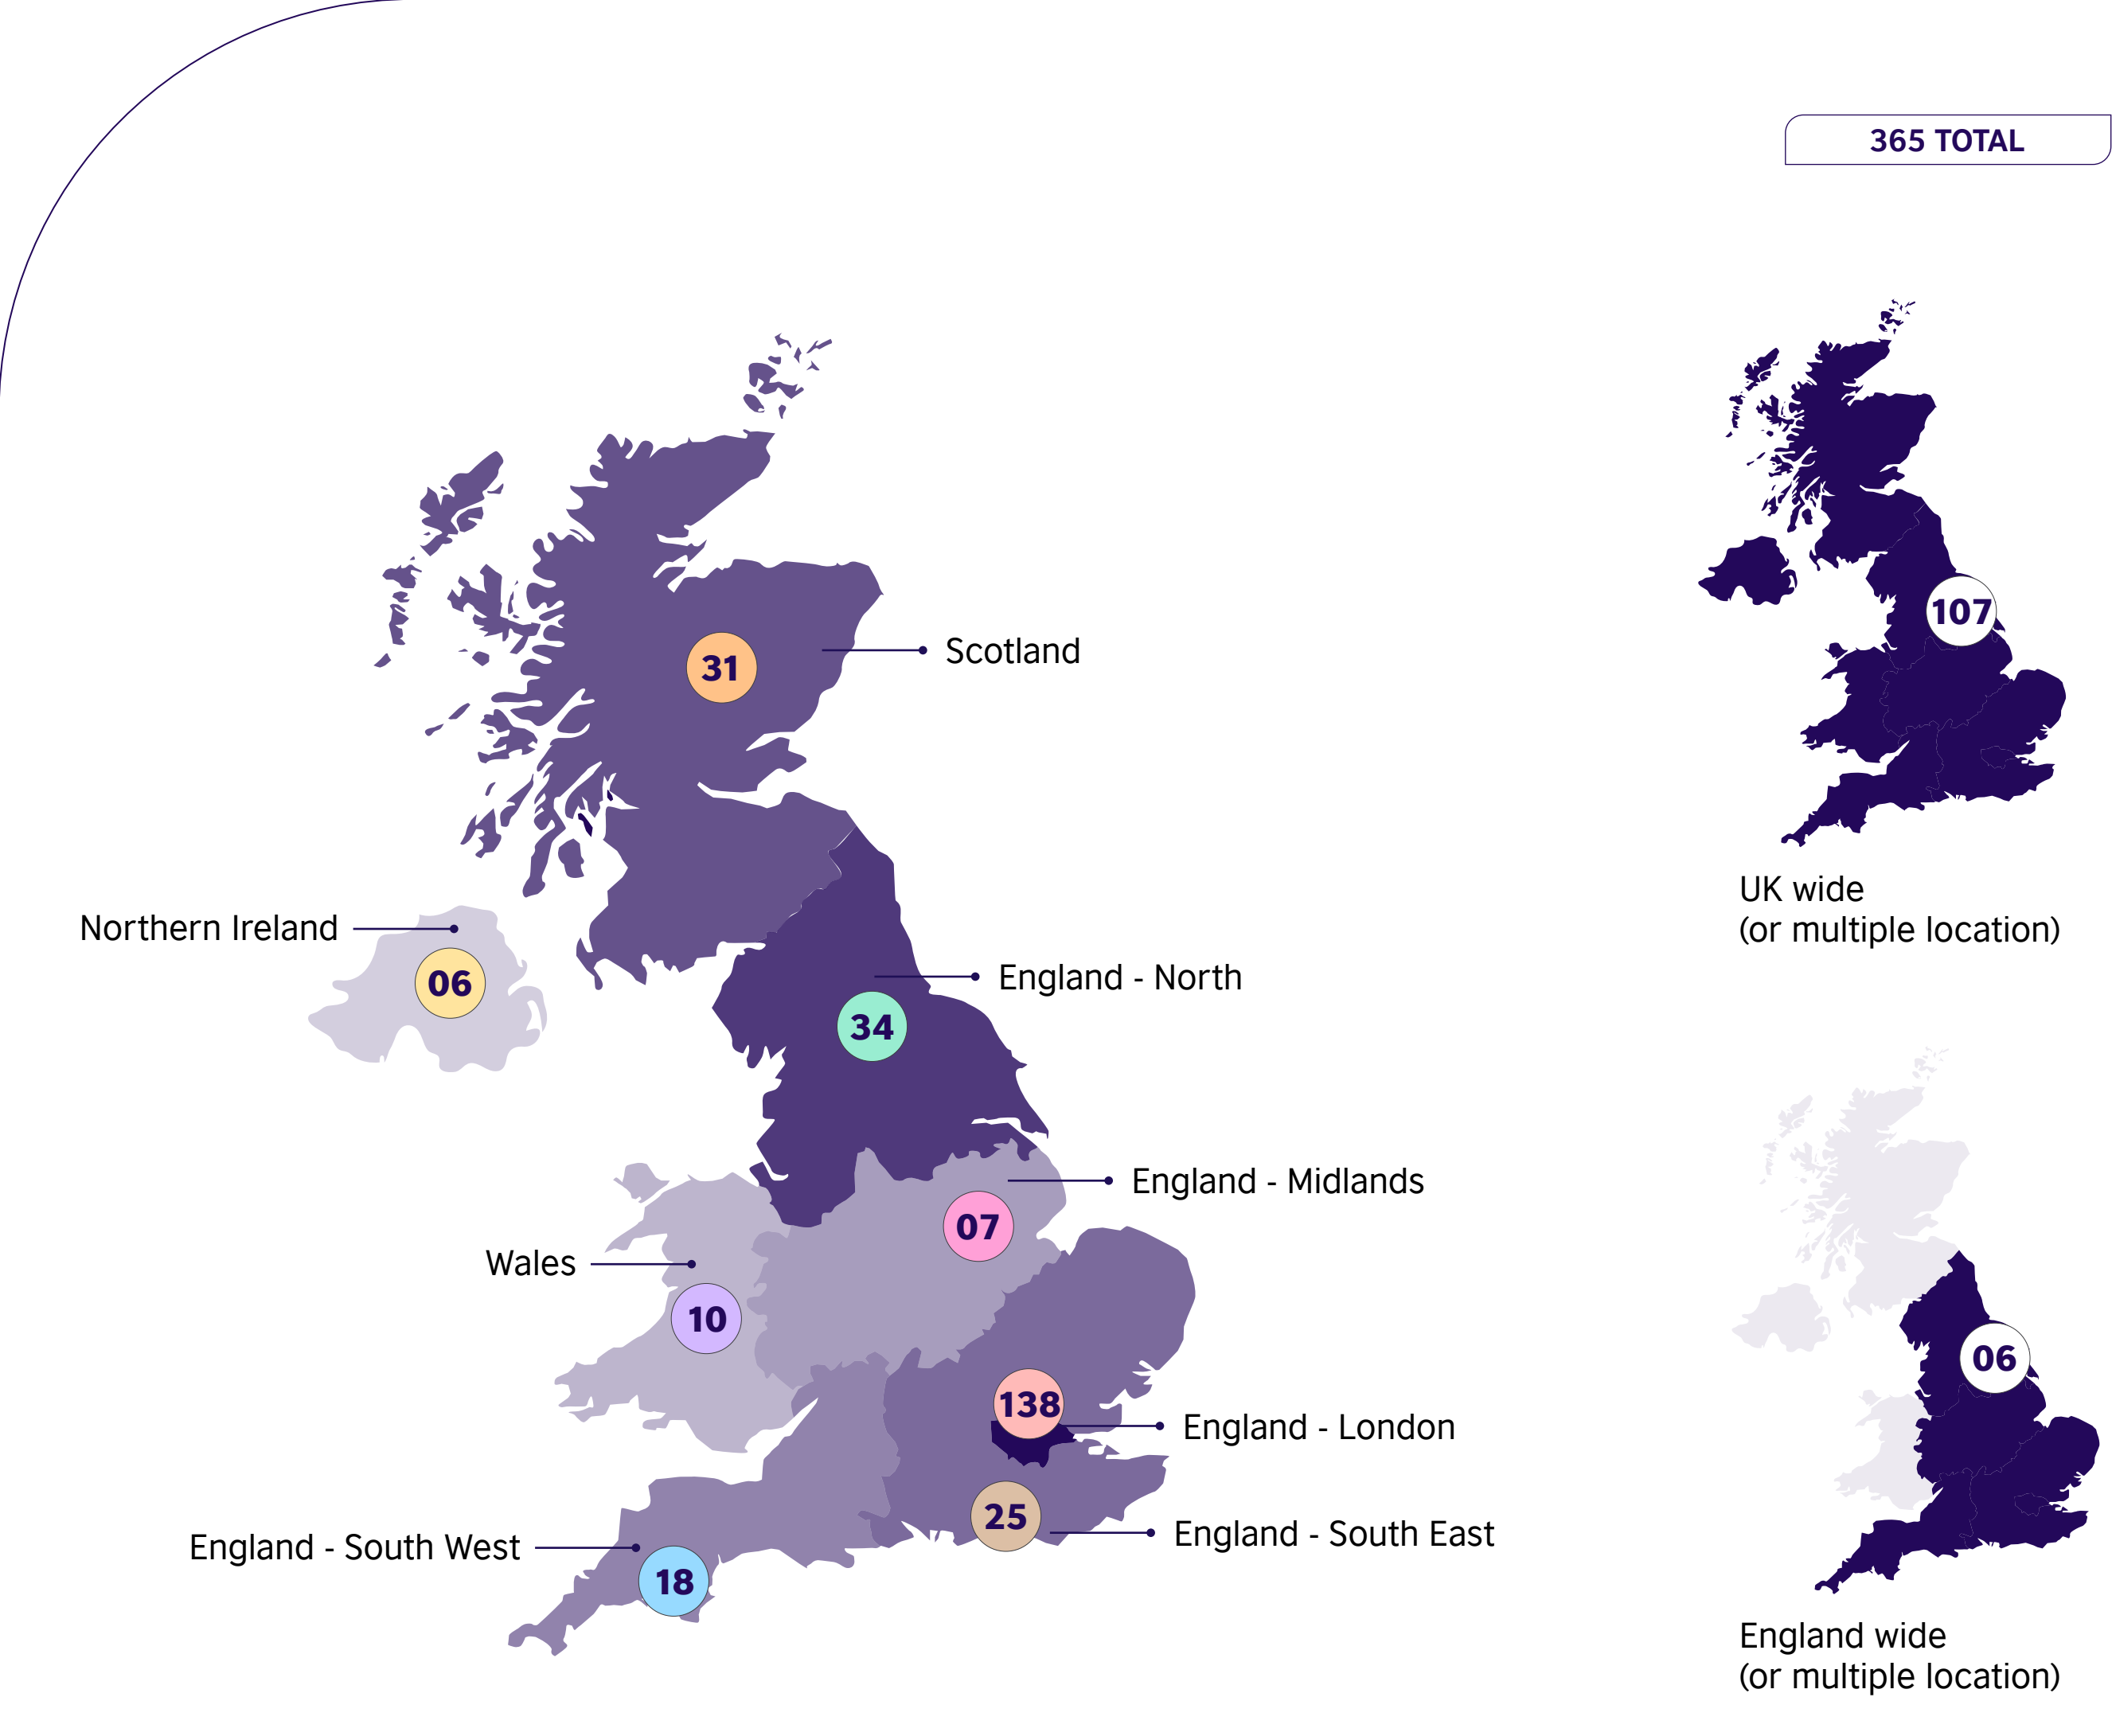 365 TOTAL
31
Scotland
107
UK wide
(or multiple location)
Northern Ireland
06
England - North
34
England - Midlands
07
Wales
10
138
England - London
25
England - South East
England - South West
18
06
England wide
(or multiple location)